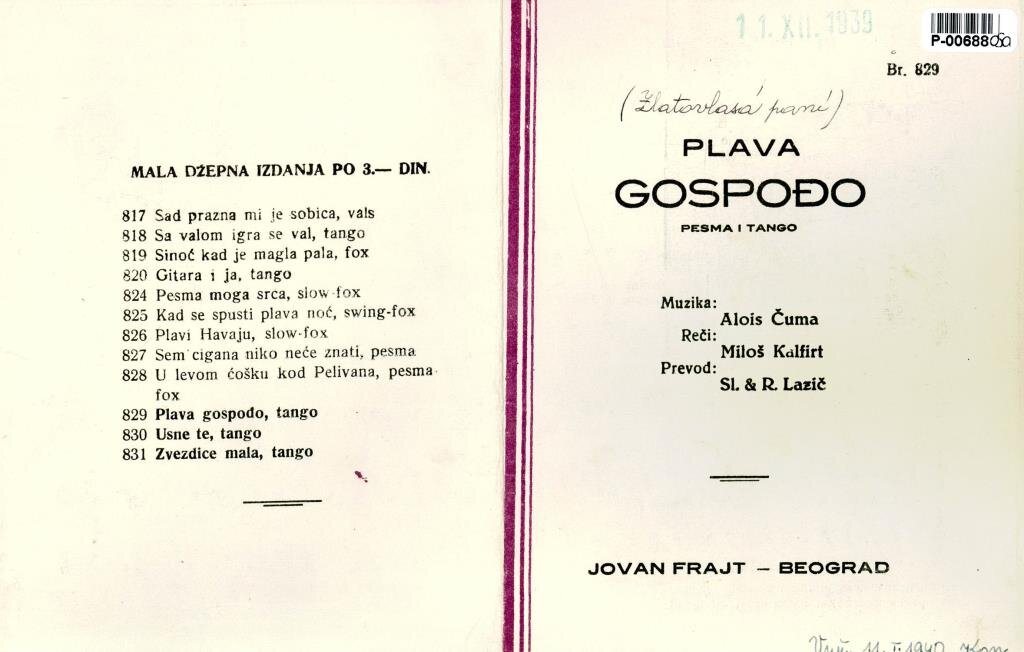 MALA DŽEPNA IZDANJA PO 3.— DIN.
817 Sad prazna mi je sobica, vals
818 Sa valom igra se val, tango
819 Sinoć kad je magla pala, fox
820 Gitara i ja, tango
824 Pesma moga srca, slow-fox
825 Kad se spusti plava noć, swing-fox
826 Plavi Havaju, slow-fox
827 Sem cigana niko neće znati, pesma
828 U levom ćošku kod Pelivana, pesma-
fox
829 Plava gospođo, tango
830 Usne te, tango
831 Zvezdice mala, tango
11. XII. 1939
P-00688
Br. 829
(Zlatovlasá paní)
PLAVA
GOSPOĐO
PESMA I TANGO
Muzika:
Alois Čuma
Reči:
Miloš Kalfirt
Prevod:
Sl. & R. Lazič
JOVAN FRAJT — BEOGRAD
11. I. 1940